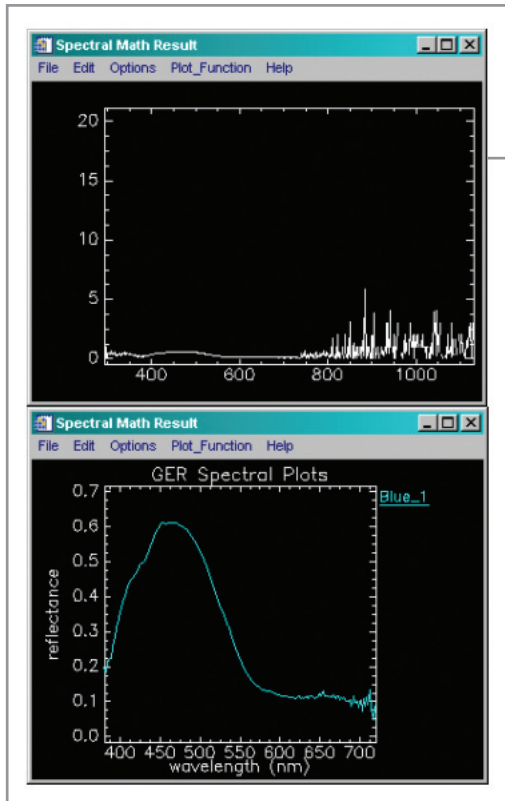 Spectral Math Result
File Edit Options Plot_Function Help
20
15
10
5
0
400 600 800 1000
Spectral Math Result
File Edit Options Plot_Function Help
GER Spectral Plots
Blue_1
0.7
0.6
0.5
0.4
0.3
0.2
0.1
0.0
reflectance
400 450 500 550 600 650 700
wavelength (nm)